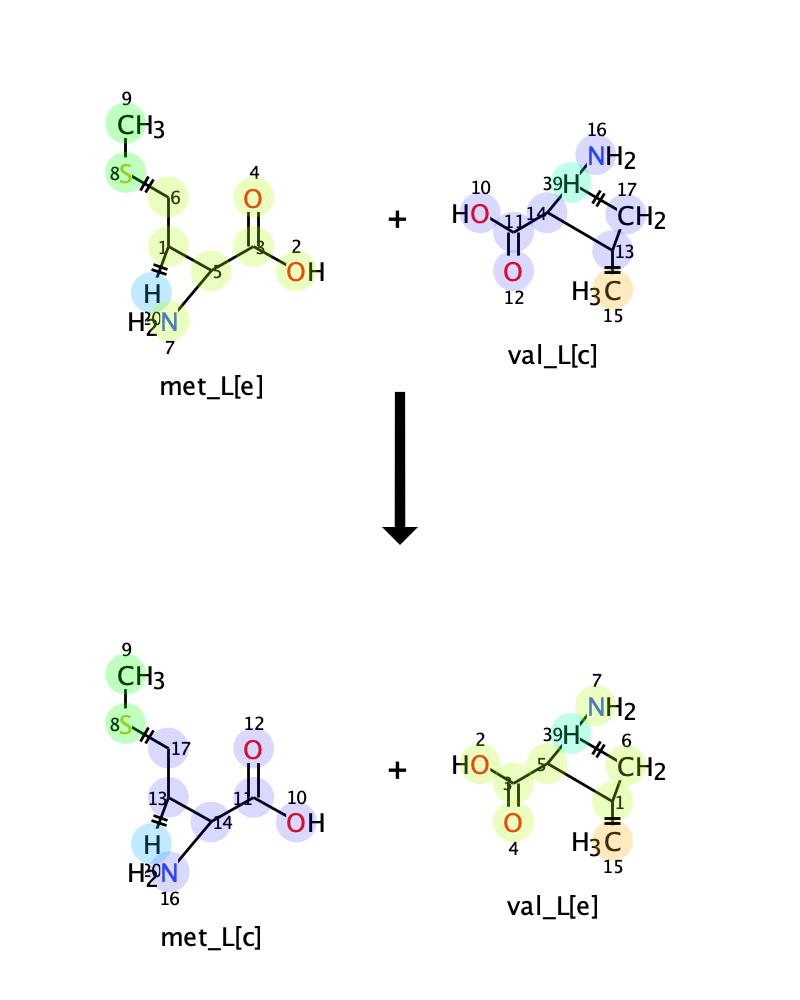 9
CH3
8S
6
4
O
1
3
2
5
OH
H
20
H2N
7
met_L[e]
+
16
NH2
39H
17
10
HO
14
11
CH2
13
O
12
H3C
15
val_L[c]
9
CH3
8S
17
12
O
13
11
10
14
OH
H
20
H2N
16
met_L[c]
+
7
NH2
39H
6
2
HO
5
3
CH2
1
O
4
H3C
15
val_L[e]